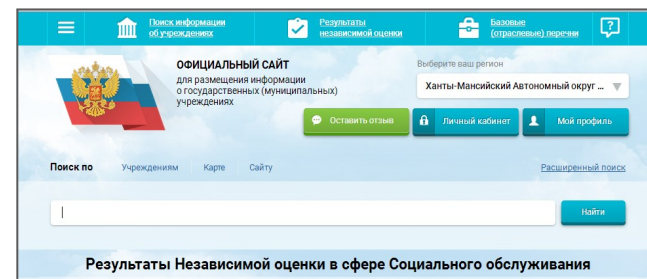 Поиск информации
об учреждениях
Результаты
независимой оценки
Базовые
(отраслевые) перечни
?
ОФИЦИАЛЬНЫЙ САЙТ
для размещения информации
о государственных (муниципальных)
учреждениях
Выберите ваш регион
Ханты-Мансийский Автономный округ ...
Оставить отзыв
Личный кабинет
Мой профиль
Поиск по Учреждениям Карте Сайту Расширенный поиск
Найти
Результаты Независимой оценки в сфере Социального обслуживания